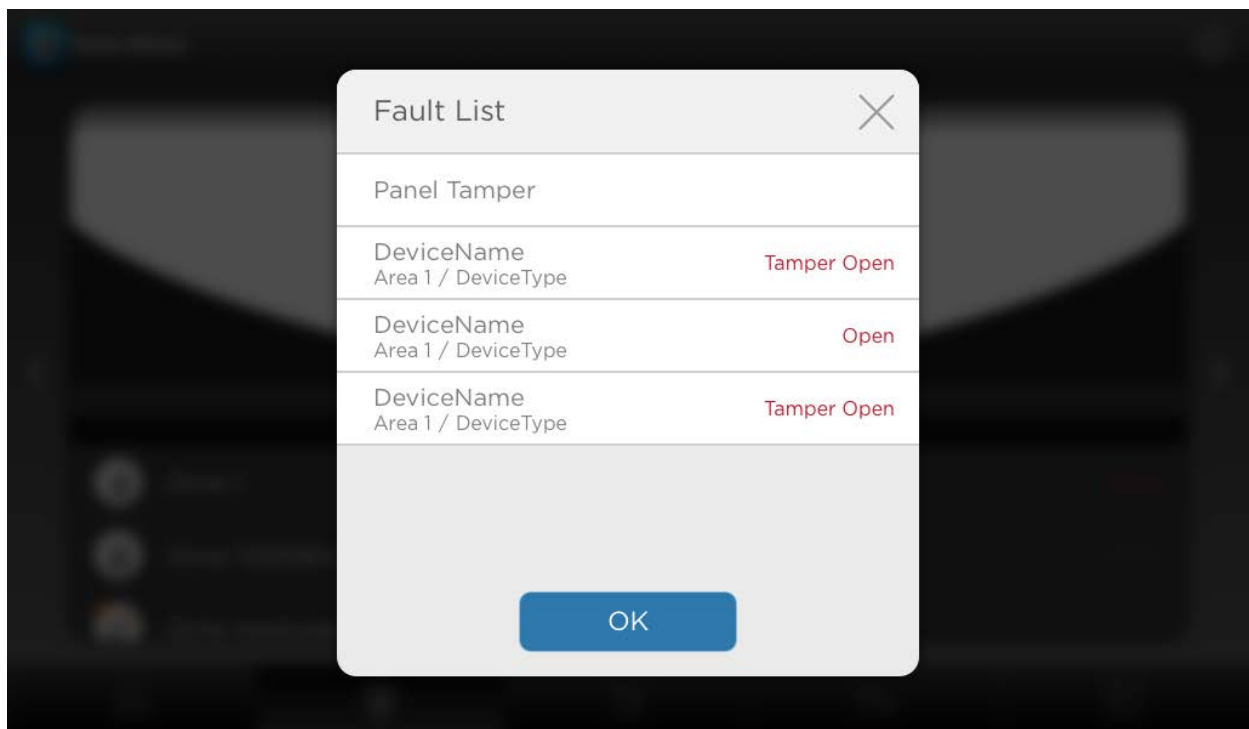 Fault List
Panel Tamper
DeviceName
Area 1 / DeviceType
Tamper Open
DeviceName
Area 1 / DeviceType
Open
DeviceName
Area 1 / DeviceType
Tamper Open
OK